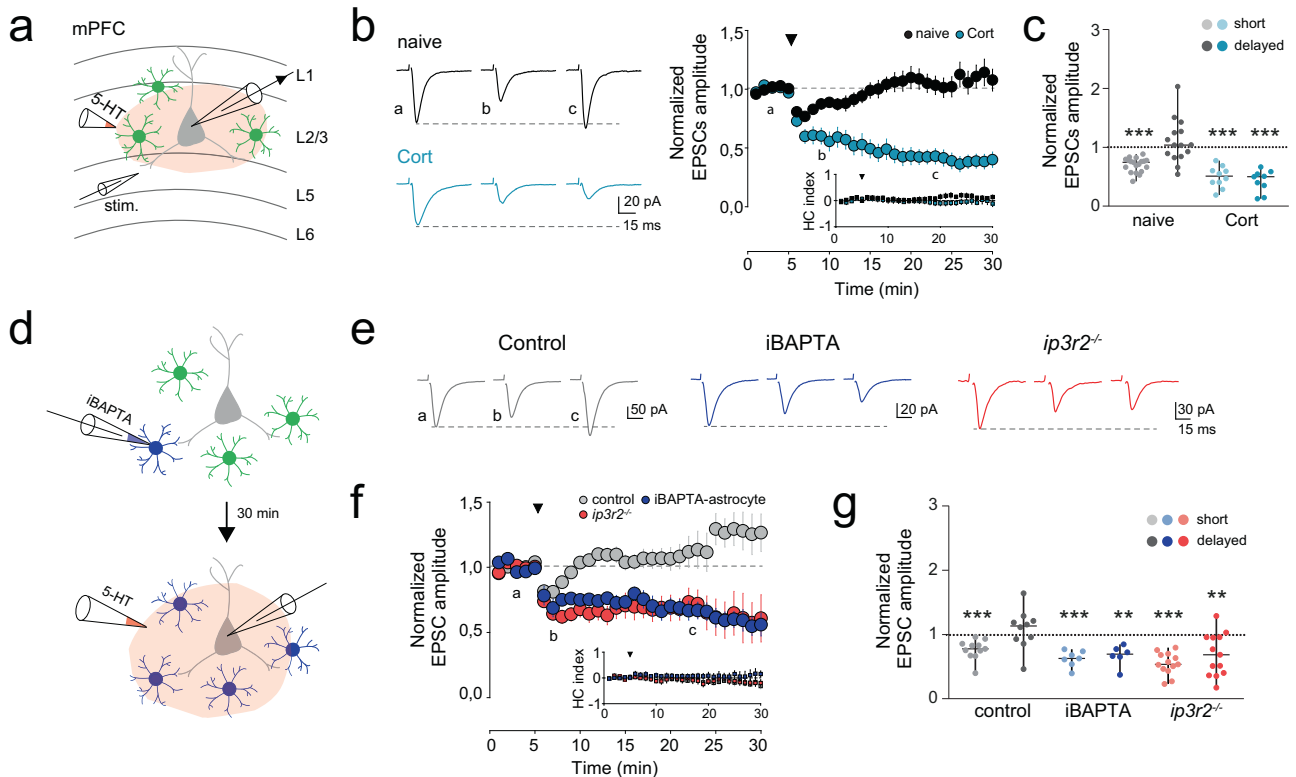 a
mPFC
5-HT
stim.
L1
L2/3
L5
L6
b
naive
a
b
c
Cort
20 pA
15 ms
naive Cort
Normalized
EPSCs amplitude
1,5
1,0
0,5
0,0
a
b
c
HC index
1
0
-1
0 10 20 30
0 5 10 15 20 25 30
Time (min)
c
short
delayed
Normalized
EPSCs amplitude
3
2
1
0
*** *** ***
naive Cort
d
iBAPTA
30 min
5-HT
e
Control iBAPTA ip3r2-/-
a
b
c
50 pA
20 pA
30 pA
15 ms
f
control iBAPTA-astrocyte
ip3r2-/-
Normalized
EPSC amplitude
1,5
1,0
0,5
0,0
a
b
c
HC index
1
0
-1
0 10 20 30
0 5 10 15 20 25 30
Time (min)
g
short
delayed
Normalized
EPSC amplitude
3
2
1
0
*** *** ** *** **
control iBAPTA ip3r2-/-